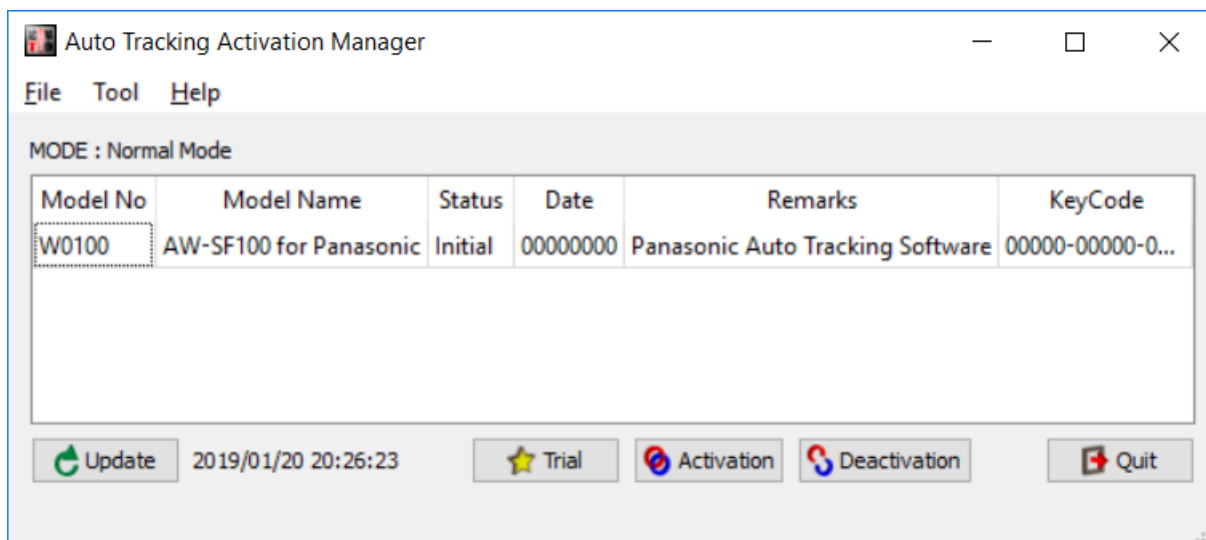 Auto Tracking Activation Manager
File Tool Help
MODE : Normal Mode
Model No Model Name Status Date Remarks KeyCode
W0100 AW-SF100 for Panasonic Initial 00000000 Panasonic Auto Tracking Software 00000-00000-0...
Update 2019/01/20 20:26:23 Trial Activation Deactivation Quit